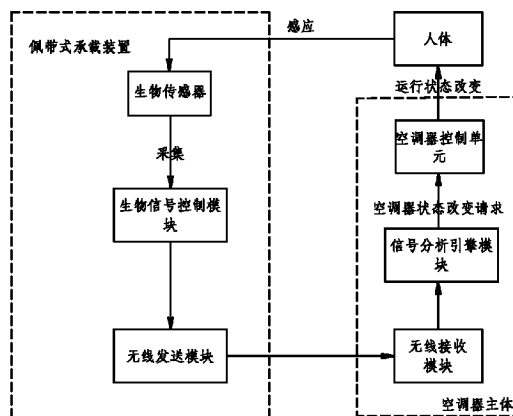 感应
人体
佩带式承载装置
生物传感器
运行状态改变
采集
空调器控制单
元
生物信号控制模
块
空调器状态改变请求
信号分析引擎模
块
无线发送模块
无线接收
模块
空调器主体